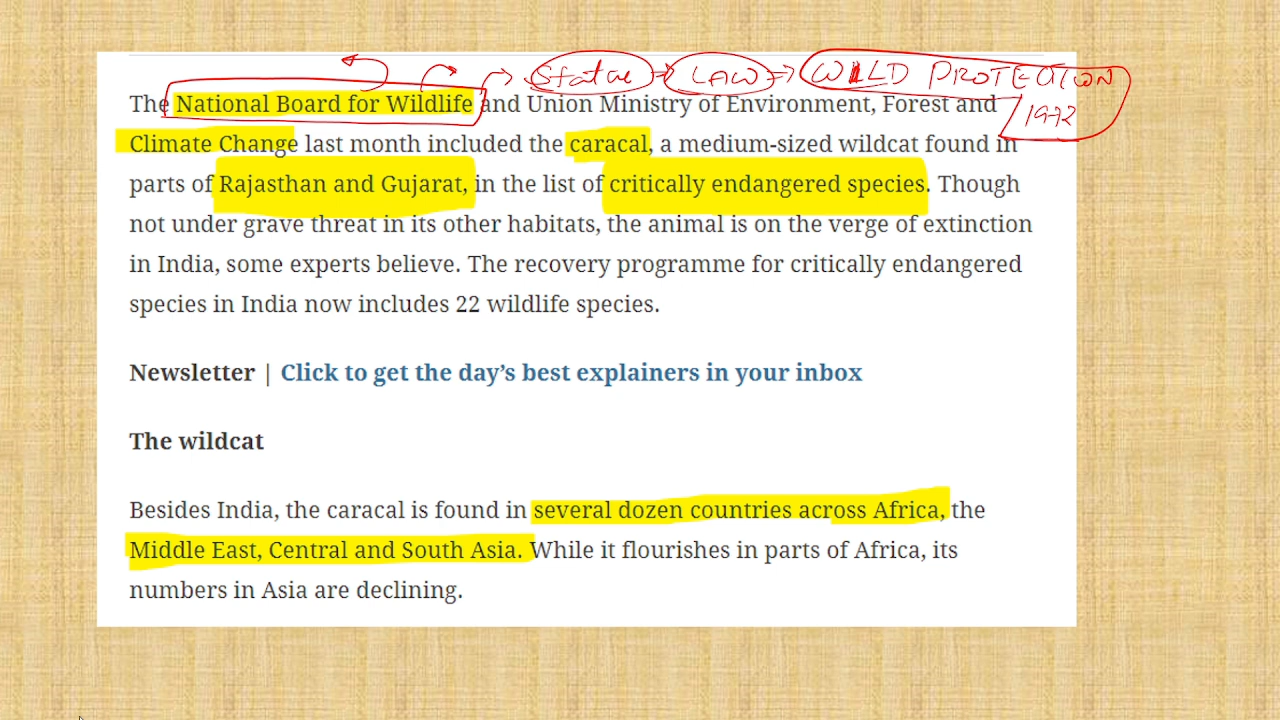 Statue => LAW => WILD PROTECTION
1972
The National Board for Wildlife and Union Ministry of Environment, Forest and
Climate Change last month included the caracal, a medium-sized wildcat found in
parts of Rajasthan and Gujarat, in the list of critically endangered species. Though
not under grave threat in its other habitats, the animal is on the verge of extinction
in India, some experts believe. The recovery programme for critically endangered
species in India now includes 22 wildlife species.
Newsletter | Click to get the day’s best explainers in your inbox
The wildcat
Besides India, the caracal is found in several dozen countries across Africa, the
Middle East, Central and South Asia. While it flourishes in parts of Africa, its
numbers in Asia are declining.